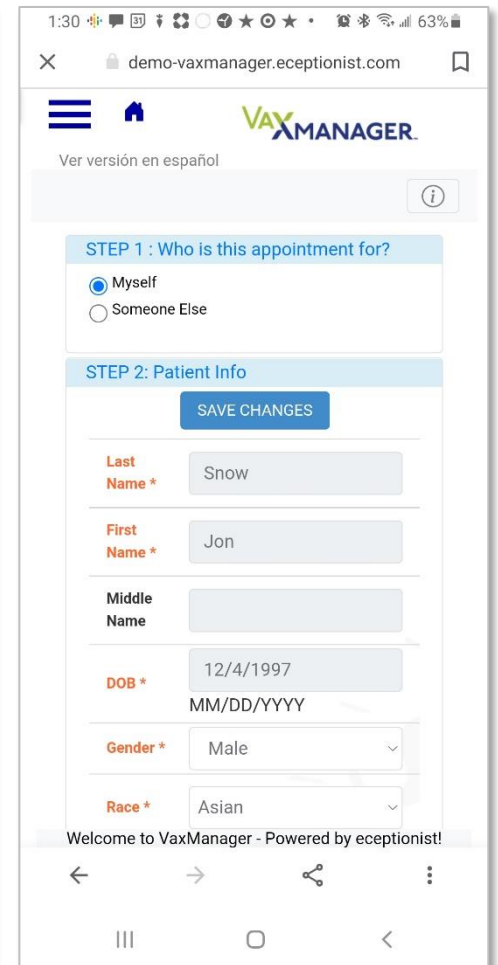 1:30 31 63%
demo-vaxmanager.eceptionist.com
VAXMANAGER.
Ver versión en español
STEP 1 : Who is this appointment for?
Myself
Someone Else
STEP 2: Patient Info
SAVE CHANGES
Last Name * Snow
First Name * Jon
Middle Name
DOB * 12/4/1997
MM/DD/YYYY
Gender * Male
Race * Asian
Welcome to VaxManager - Powered by eceptionist!